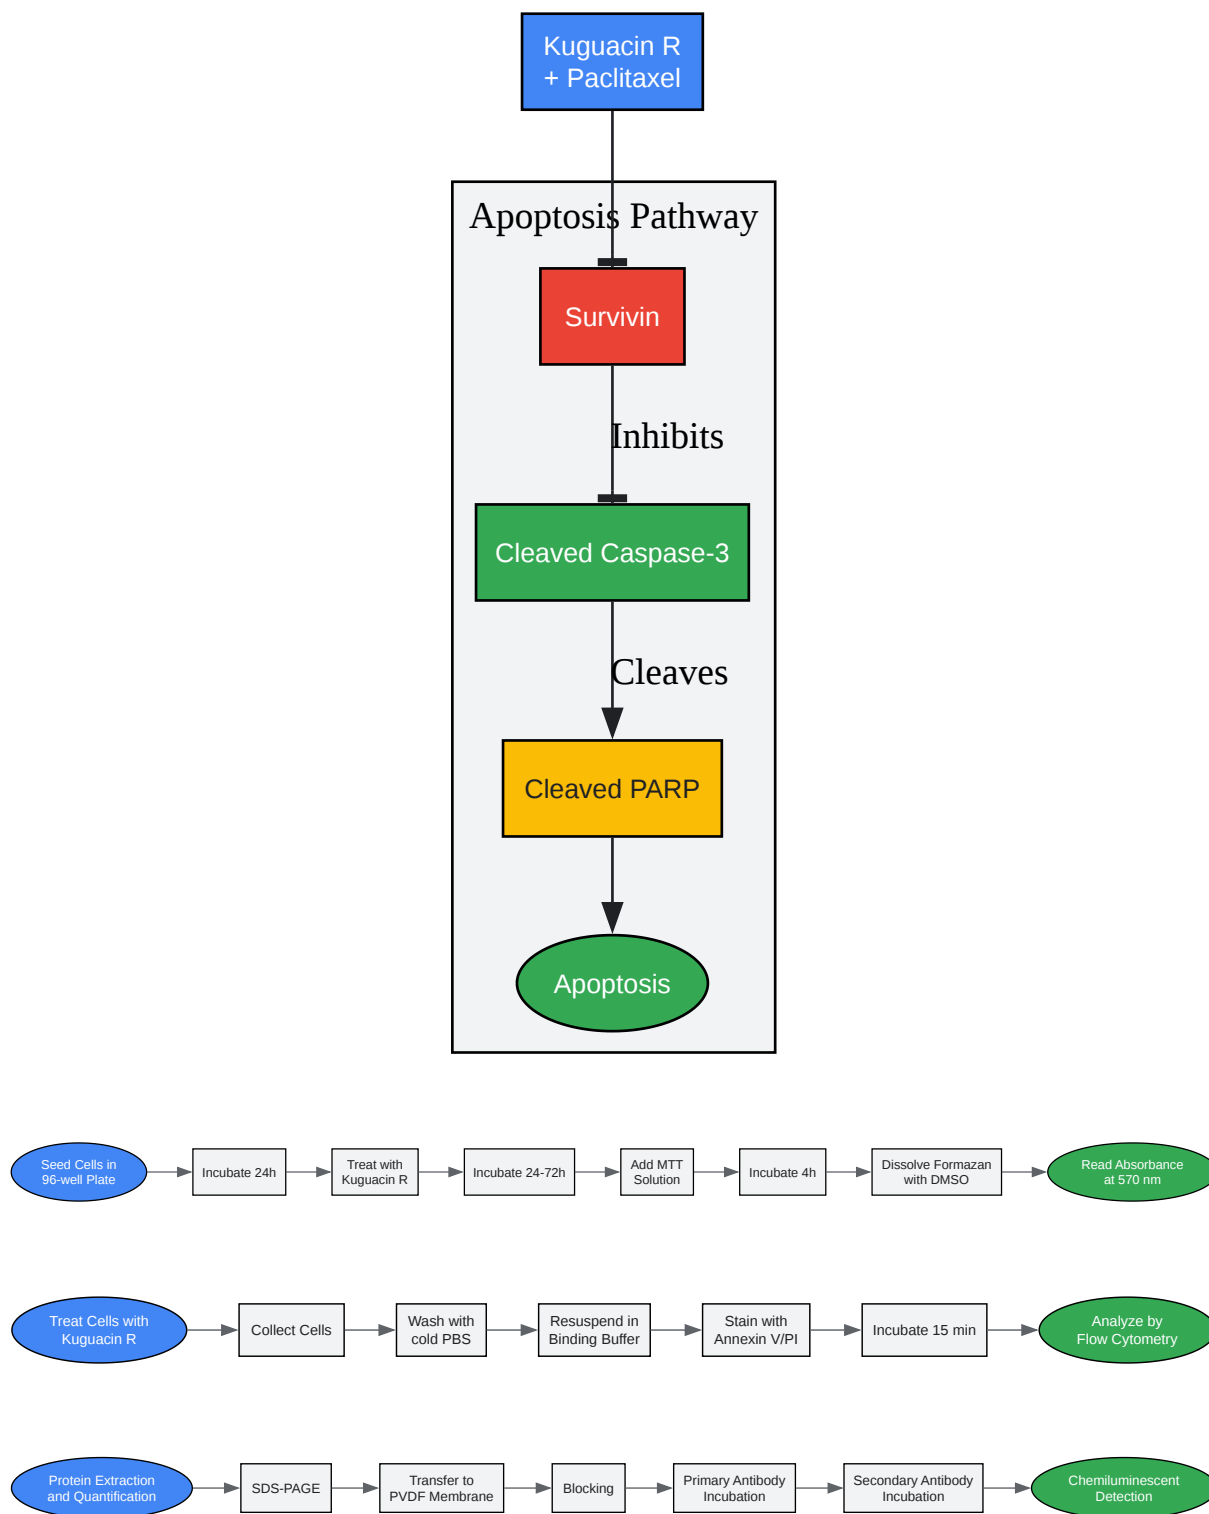 Kuguacin R
+ Paclitaxel
Apoptosis Pathway
Survivin
Inhibits
Cleaved Caspase-3
Cleaves
Cleaved PARP
Apoptosis
Seed Cells in
96-well Plate
Incubate 24h
Treat with
Kuguacin R
Incubate 24-72h
Add MTT
Solution
Incubate 4h
Dissolve Formazan
with DMSO
Read Absorbance
at 570 nm
Treat Cells with
Kuguacin R
Collect Cells
Wash with
cold PBS
Resuspend in
Binding Buffer
Stain with
Annexin V/PI
Incubate 15 min
Analyze by
Flow Cytometry
Protein Extraction
and Quantification
SDS-PAGE
Transfer to
PVDF Membrane
Blocking
Primary Antibody
Incubation
Secondary Antibody
Incubation
Chemiluminescent
Detection